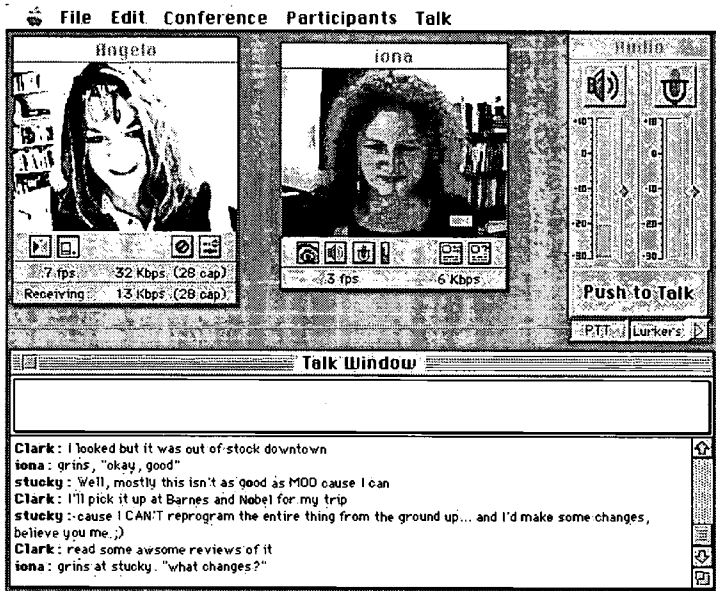 File Edit Conference Participants Talk
Angela
iona
Audio
+10
0-
-10
-20
-30
+10
0-
-10
-20
-30
7 fps 32 Kbps (28 cap)
Receiving: 13 Kbps (28 cap)
.3 fps 6 Kbps
Push to Talk
PTT Lurkers
Talk Window
Clark: I looked but it was out of stock downtown
iona: grins, "okay, good"
stucky: Well, mostly this isn't as good as MOO cause I can
Clark: I'll pick it up at Barnes and Nobel for my trip
stucky: cause I CAN'T reprogram the entire thing from the ground up... and I'd make some changes,
believe you me. ;)
Clark: read some awsome reviews of it
iona: grins at stucky. "what changes?"